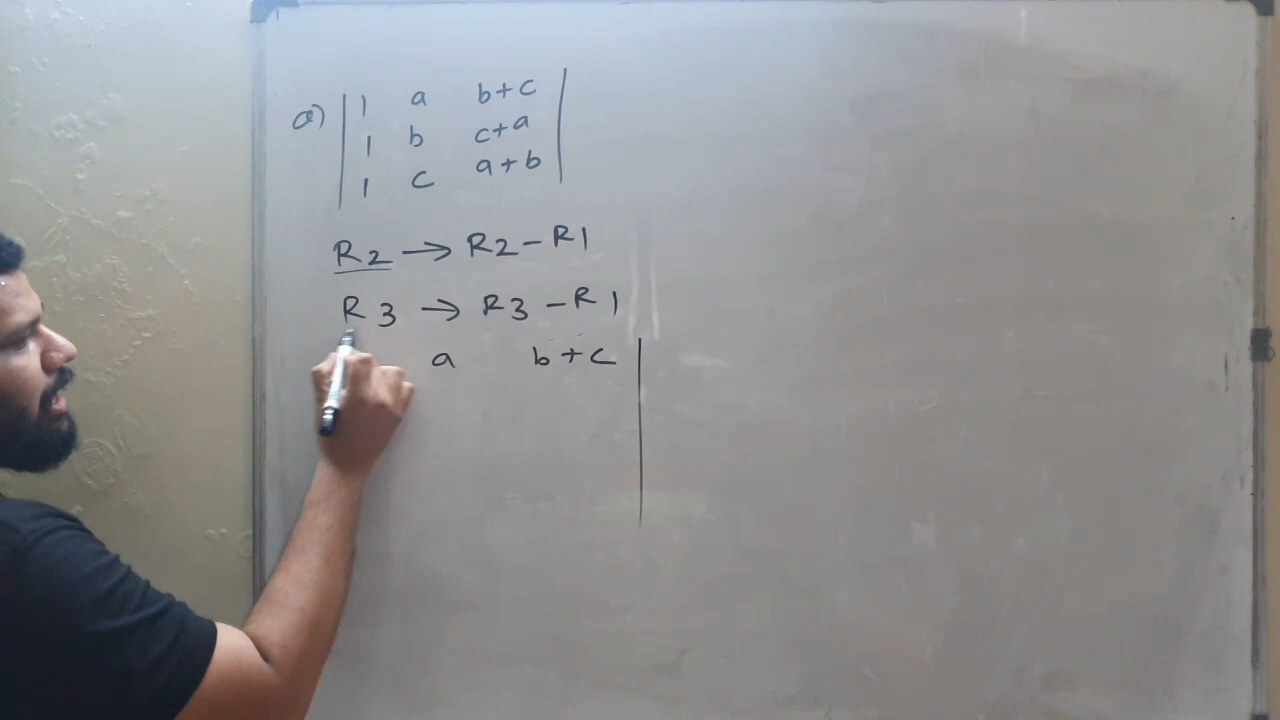 a) | 1 a b+c |
1 b c+a
1 c a+b
R2 → R2-R1
R3 → R3-R1
a b+c |